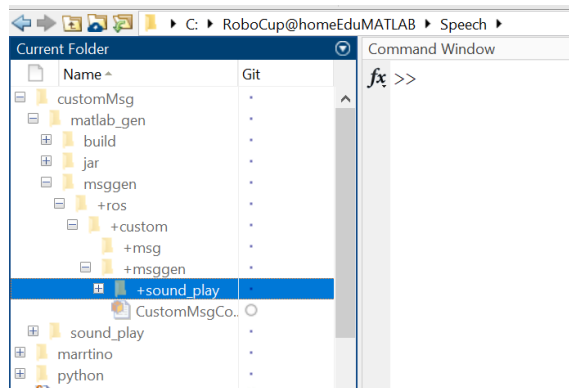 C: RoboCup@homeEduMATLAB Speech
Current Folder
Command Window
Name Git
fx >>
customMsg
matlab_gen
build
jar
msggen
+ros
+custom
+msg
+msggen
+sound_play
CustomMsgCo..
sound_play
marrtino
python